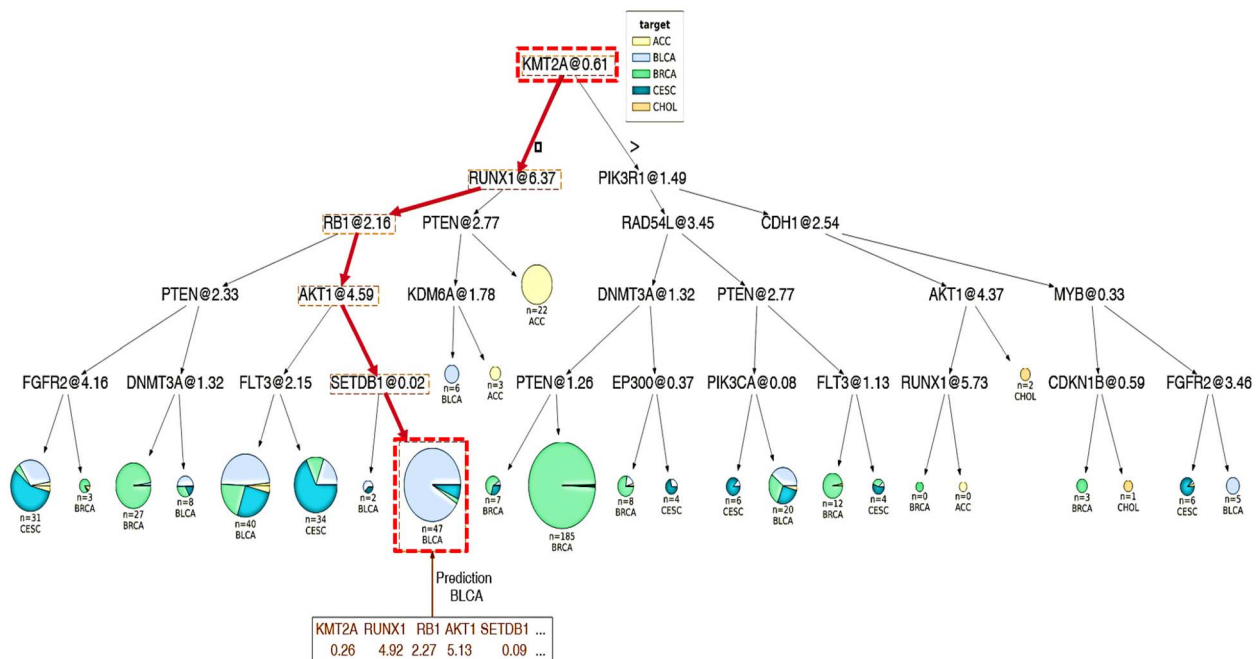 target
ACC
BLCA
BRCA
CESC
CHOL
KMT2A@0.61
>
RUNX1@6.37
PIK3R1@1.49
RB1@2.16
PTEN@2.77
RAD54L@3.45
CDH1@2.54
PTEN@2.33
AKT1@4.59
KDM6A@1.78
n=22
ACC
DNMT3A@1.32
PTEN@2.77
AKT1@4.37
MYB@0.33
FGFR2@4.16
DNMT3A@1.32
FLT3@2.15
SETDB1@0.02
n=6
BLCA
n=3
ACC
PTEN@1.26
EP300@0.37
PIK3CA@0.08
FLT3@1.13
RUNX1@5.73
n=2
CHOL
CDKN1B@0.59
FGFR2@3.46
n=31
CESC
n=3
BRCA
n=27
BRCA
n=8
BLCA
n=40
BLCA
n=34
CESC
n=2
BLCA
n=47
BLCA
n=7
BRCA
n=185
BRCA
n=8
BRCA
n=4
CESC
n=6
CESC
n=20
BLCA
n=12
BRCA
n=4
CESC
n=0
BRCA
n=0
ACC
n=3
BRCA
n=1
CHOL
n=6
CESC
n=5
BLCA
Prediction
BLCA
KMT2A RUNX1 RB1 AKT1 SETDB1 ...
0.26 4.92 2.27 5.13 0.09 ...